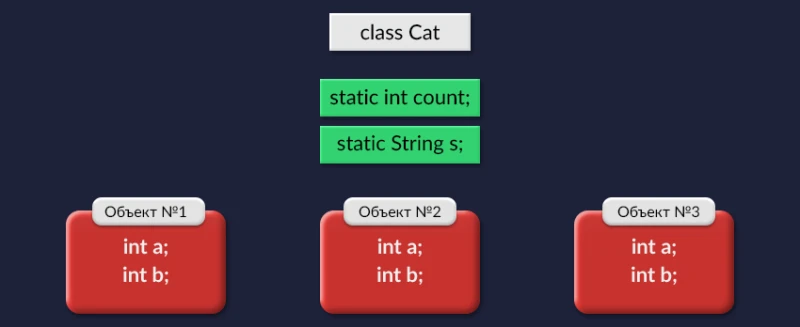 class Cat
static int count;
static String s;
Объект №1
int a;
int b;
Объект №2
int a;
int b;
Объект №3
int a;
int b;